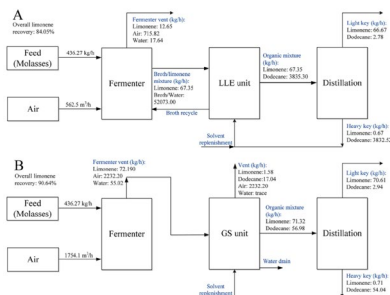 A
Overall limonene
recovery: 84.05%
Feed
(Molasses)
436.27 kg/h
Air
562.5 m³/h
Fermenter vent (kg/h):
Limonene: 12.65
Air: 715.82
Water: 17.64
Fermenter
Broth/limonene
mixture (kg/h):
Limonene: 67.35
Broth/Water:
52073.00
Broth recycle
LLE unit
Solvent
replenishment
Organic mixture (kg/h):
Limonene: 67.35
Dodecane: 3835.30
Distillation
Light key (kg/h):
Limonene: 66.67
Dodecane: 2.78
Heavy key (kg/h):
Limonene: 0.67
Dodecane: 3832.52
B
Overall limonene
recovery: 90.64%
Feed
(Molasses)
436.27 kg/h
Air
1754.1 m³/h
Fermenter vent (kg/h):
Limonene: 72.190
Air: 2232.20
Water: 55.02
Fermenter
Vent (kg/h):
Limonene:1.58
Dodecane:17.04
Air: 2232.20
Water: trace
GS unit
Organic mixture
(kg/h):
Limonene: 71.32
Dodecane: 56.98
Water drain
Solvent
replenishment
Distillation
Light key (kg/h):
Limonene: 70.61
Dodecane: 2.94
Heavy key (kg/h):
Limonene: 0.71
Dodecane: 54.04